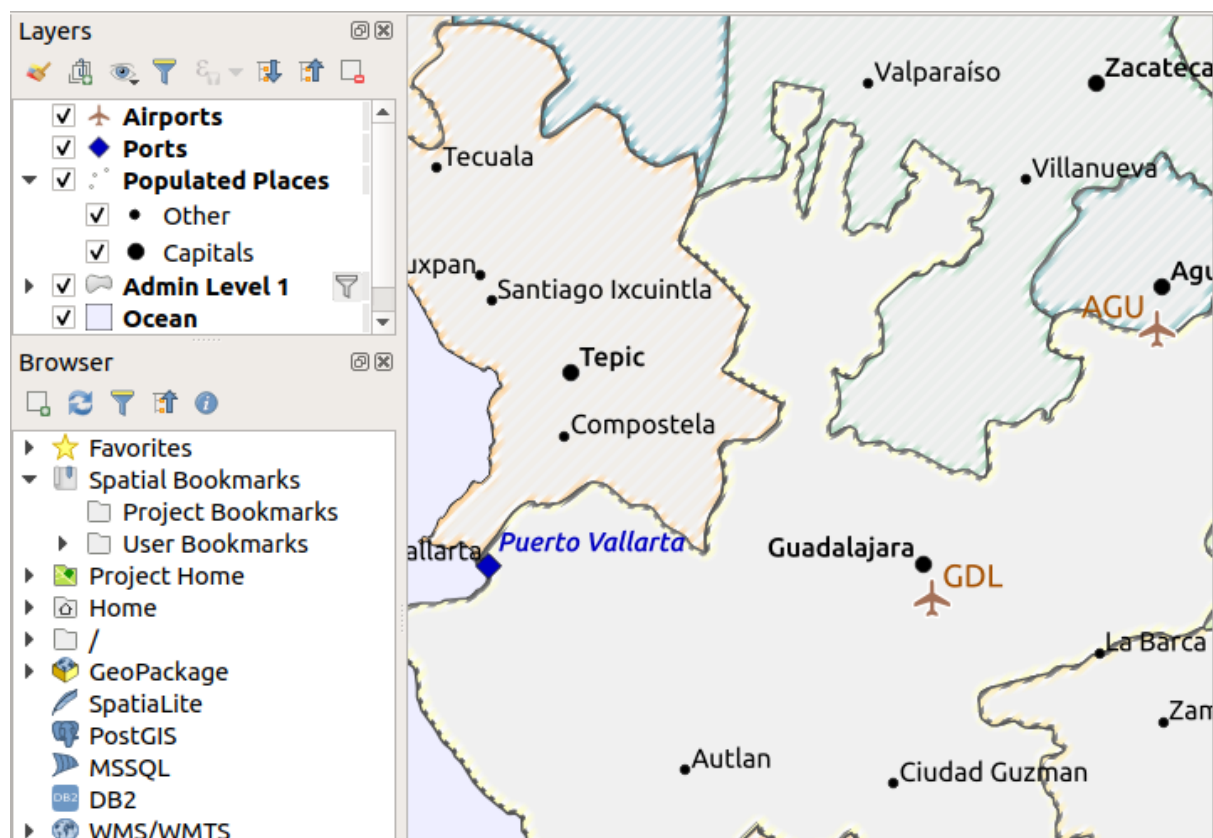 Layers
Airports
Ports
Populated Places
Other
Capitals
Admin Level 1
Ocean
Browser
Favorites
Spatial Bookmarks
Project Bookmarks
User Bookmarks
Project Home
Home
/
GeoPackage
SpatiaLite
PostGIS
MSSQL
DB2
DB2
WMS/WMTS
Valparaíso
Zacateca
Tecuala
Villanueva
uxpan
Santiago Ixcuintla
Agu
AGU
Tepic
Compostela
allarta
Puerto Vallarta
Guadalajara
GDL
La Barca
Zam
Autlan
Ciudad Guzman